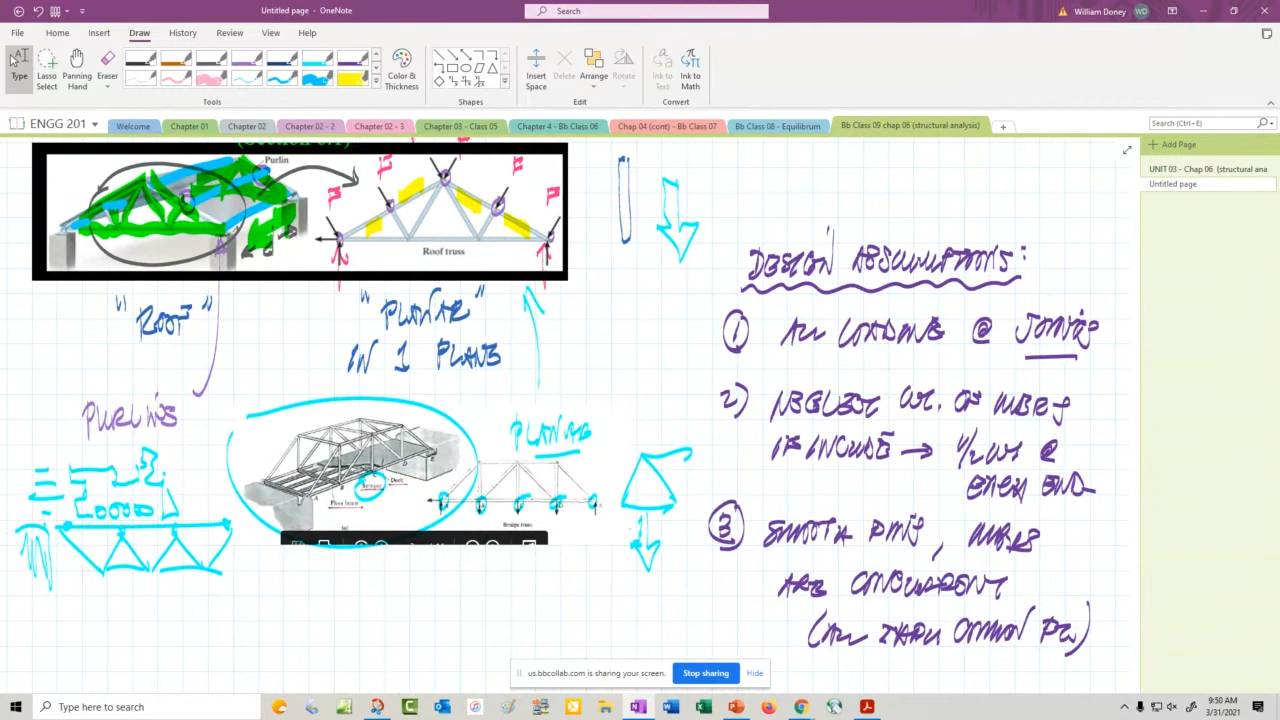 Untitled page - OneNote
Search
William Doney
WD
File
Home
Insert
Draw
History
Review
View
Help
Type
Lasso Select
Panning Hand
Eraser
Color & Thickness
Insert Space
Delete
Arrange
Rotate
Ink to Text
Ink to Math
Tools
Shapes
Edit
Convert
ENGG 201
Welcome
Chapter 01
Chapter 02
Chapter 02 - 2
Chapter 02 - 3
Chapter 03 - Class 05
Chapter 4 - Bb Class 06
Chap 04 (cont) - Bb Class 07
Bb Class 08 - Equilibrum
Bb Class 09 chap 06 (structural analysis)
Search (Ctrl+E)
Add Page
UNIT 03 - Chap 06 (structural ana
Untitled page
Purlin
P P P P
Roof truss
"ROOF"
"PLANAR"
IN 1 PLANE
PURLINS
PLANAR
Stringer
Deck
Floor beam
A
(a)
Bridge truss
DESIGN ASSUMPTIONS:
① ALL LOADING @ JOINTS
2) NEGLECT WT. OF MBRS
IF INCLUDE → 1/2 WT @
EACH END
③ SMOOTH PINS, MBRS
ARE CONCURRENT
(ALL THRU COMMON PT.)
us.bbcollab.com is sharing your screen.
Stop sharing
Hide
Type here to search
9:50 AM
3/31/2021